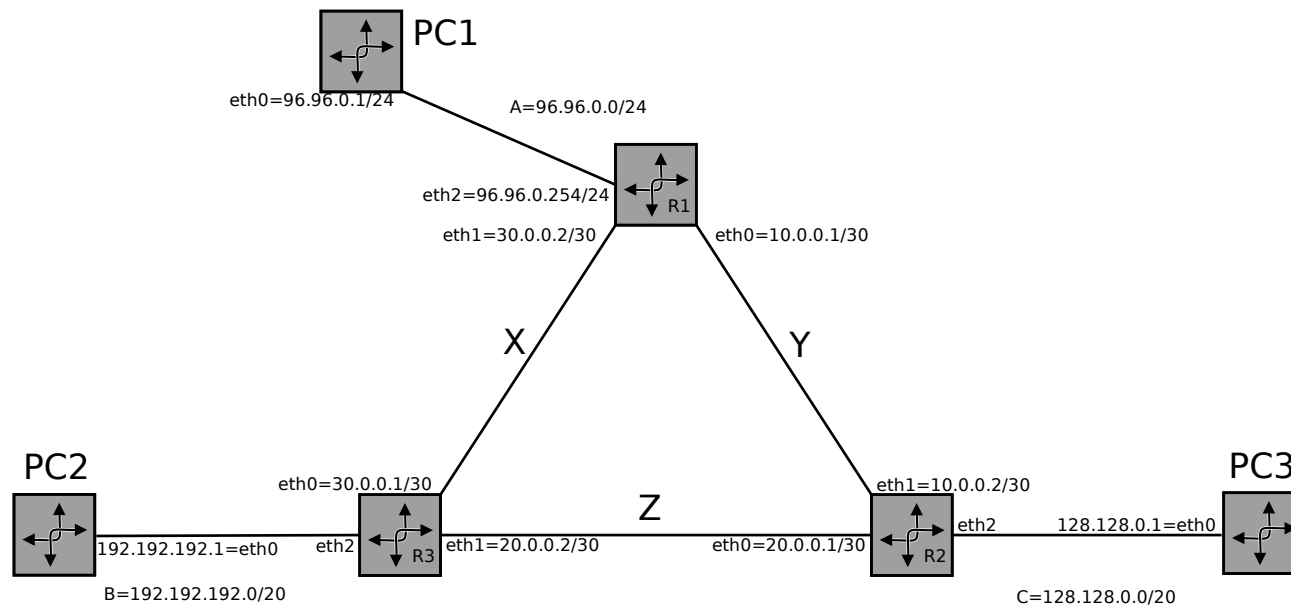 PC1
eth0=96.96.0.1/24
A=96.96.0.0/24
eth2=96.96.0.254/24
R1
eth1=30.0.0.2/30
eth0=10.0.0.1/30
X
Y
PC2
PC3
eth0=30.0.0.1/30
Z
eth1=10.0.0.2/30
192.192.192.1=eth0
eth2
R3
eth1=20.0.0.2/30
eth0=20.0.0.1/30
R2
eth2
128.128.0.1=eth0
B=192.192.192.0/20
C=128.128.0.0/20